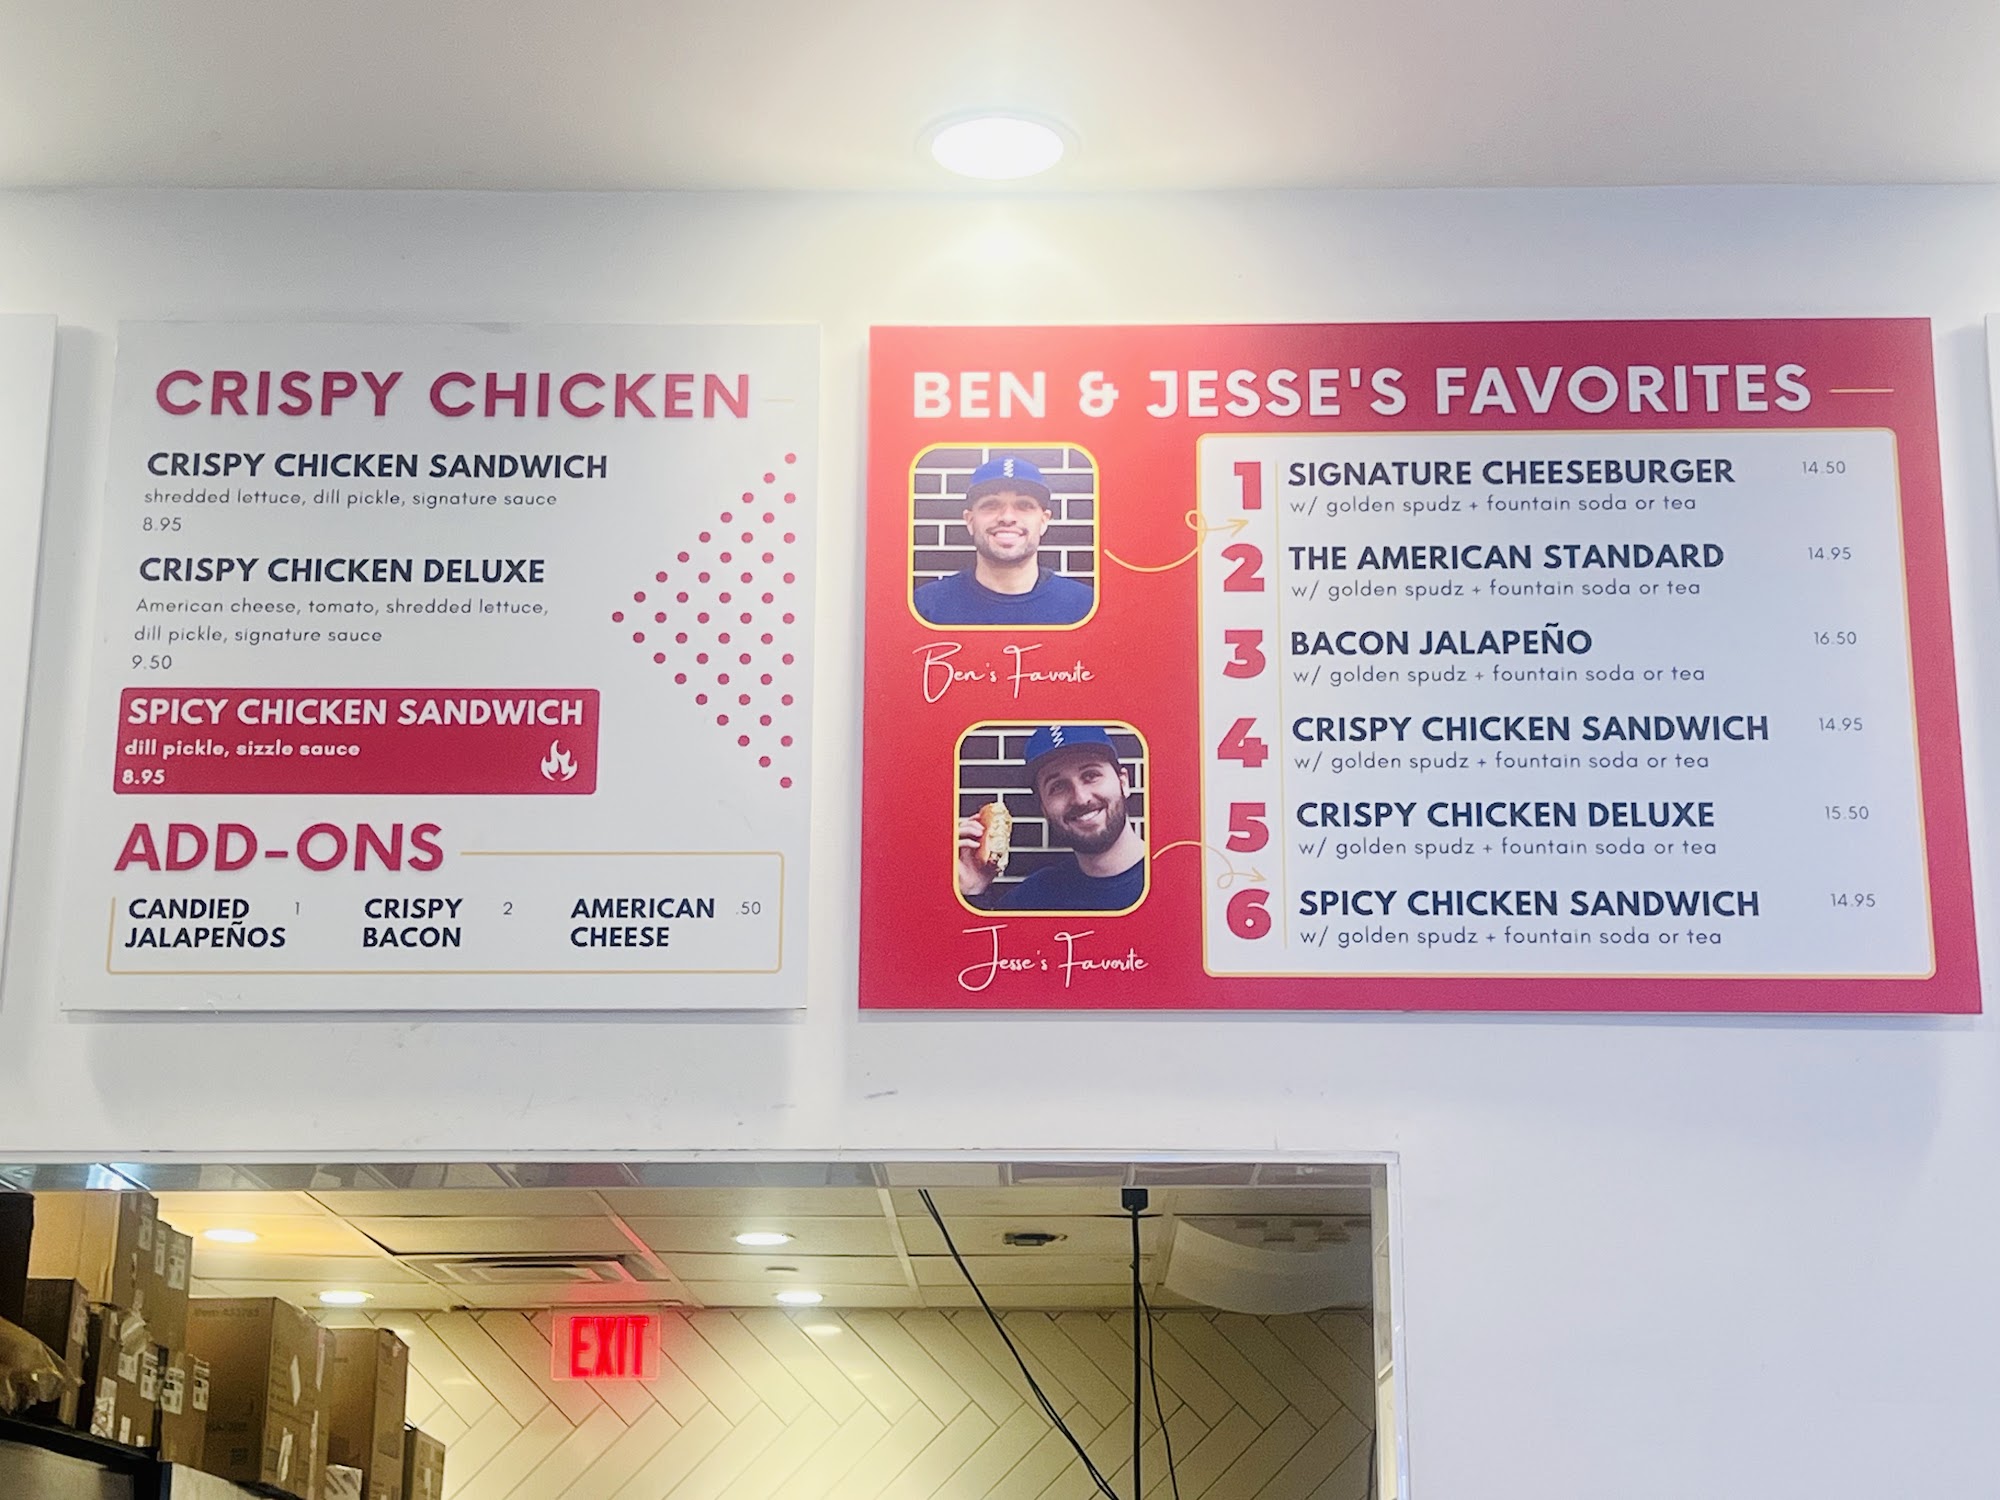 CRISPY CHICKEN
CRISPY CHICKEN SANDWICH
shredded lettuce, dill pickle, signature sauce
8.95
CRISPY CHICKEN DELUXE
American cheese, tomato, shredded lettuce,
dill pickle, signature sauce
9.50
SPICY CHICKEN SANDWICH
dill pickle, sizzle sauce
8.95
ADD-ONS
CANDIED JALAPEÑOS 1
CRISPY BACON 2
AMERICAN CHEESE .50
BEN & JESSE'S FAVORITES
Ben's Favorite
Jesse's Favorite
1 SIGNATURE CHEESEBURGER 14.50
w/ golden spudz + fountain soda or tea
2 THE AMERICAN STANDARD 14.95
w/ golden spudz + fountain soda or tea
3 BACON JALAPEÑO 16.50
w/ golden spudz + fountain soda or tea
4 CRISPY CHICKEN SANDWICH 14.95
w/ golden spudz + fountain soda or tea
5 CRISPY CHICKEN DELUXE 15.50
w/ golden spudz + fountain soda or tea
6 SPICY CHICKEN SANDWICH 14.95
w/ golden spudz + fountain soda or tea
EXIT